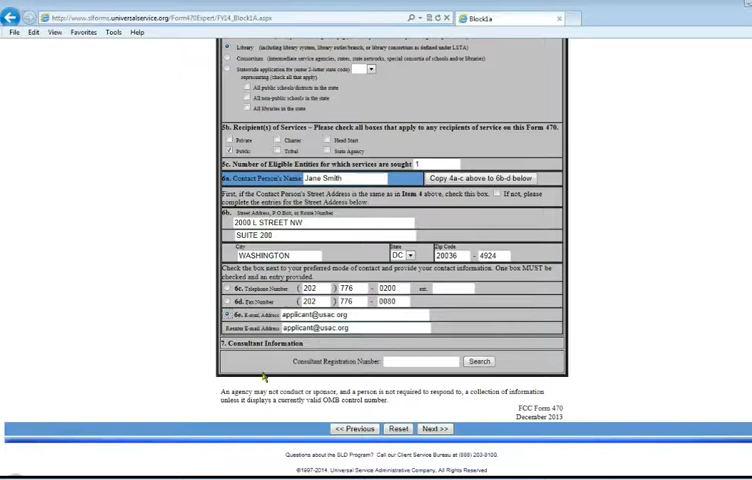 http://www.slforms.universalservice.org/Form470Expert/FY14_Block1a.aspx
Block1a
File Edit View Favorites Tools Help
Library (including library system, library outlet/branch, or library consortium as defined under LSTA)
Consortium (intermediate service agencies, states, state networks, special consortia of schools and/or libraries)
Statewide application for (enter 2-letter state code)
representing (check all that apply)
All public schools/districts in the state
All non-public schools in the state
All libraries in the state
5b. Recipient(s) of Services – Please check all boxes that apply to any recipients of service on this Form 470.
Private Charter Head Start
Public Tribal State Agency
5c. Number of Eligible Entities for which services are sought 1
6a. Contact Person's Name: Jane Smith Copy 4a-c above to 6b-d below
First, if the Contact Person's Street Address is the same as in Item 4 above, check this box. If not, please
complete the entries for the Street Address below.
6b. Street Address, P.O.Box, or Route Number
2000 L STREET NW
SUITE 200
City State Zip Code
WASHINGTON DC 20036 - 4924
Check the box next to your preferred mode of contact and provide your contact information. One box MUST be
checked and an entry provided.
6c. Telephone Number ( 202 ) 776 - 0200 ext.
6d. Fax Number ( 202 ) 776 - 0080
6e. E-mail Address applicant@usac.org
Reenter E-mail Address applicant@usac.org
7. Consultant Information
Consultant Registration Number: Search
An agency may not conduct or sponsor, and a person is not required to respond to, a collection of information
unless it displays a currently valid OMB control number.
FCC Form 470
December 2013
<< Previous Reset Next >>
Questions about the SLD Program? Call our Client Service Bureau at (888) 203-8100.
©1997-2014, Universal Service Administrative Company, All Rights Reserved